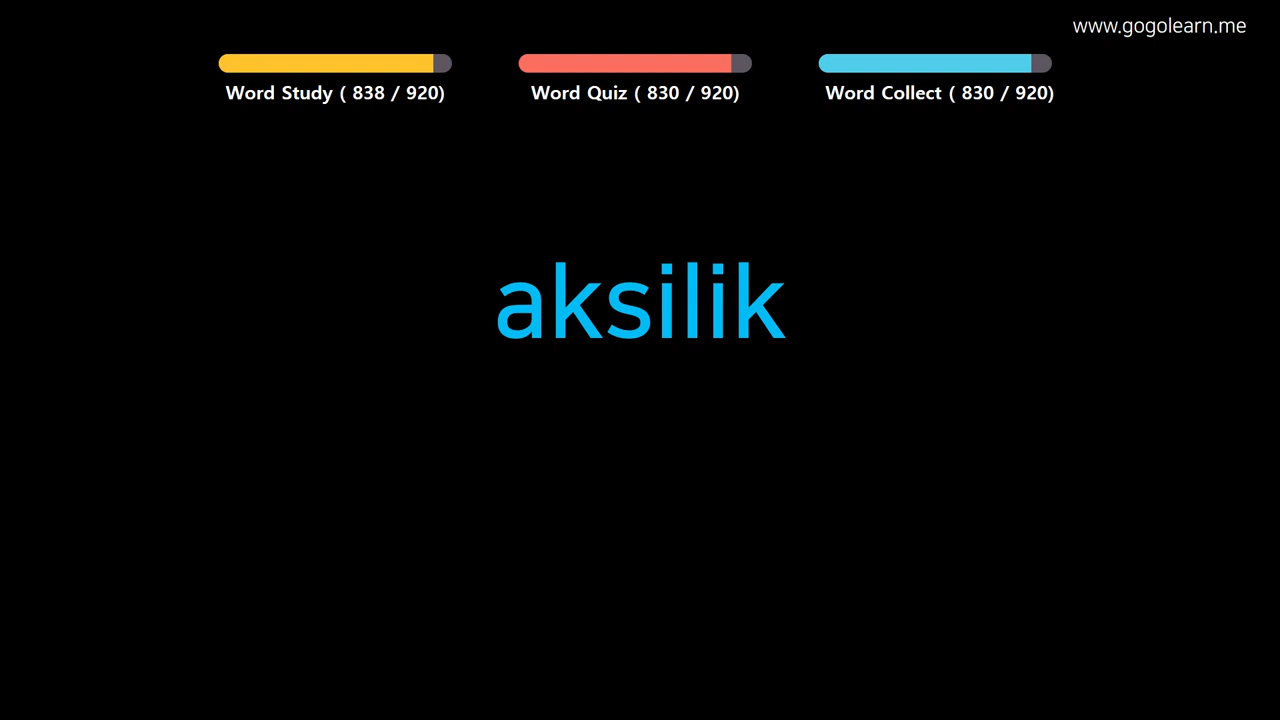 www.gogolearn.me
Word Study ( 838 / 920)
Word Quiz ( 830 / 920)
Word Collect ( 830 / 920)
aksilik